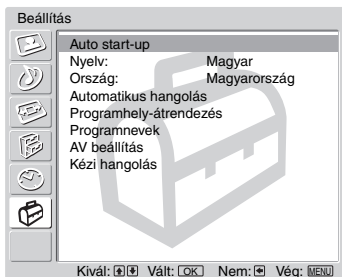 Beállítás
Auto start-up
Nyelv: Magyar
Ország: Magyarország
Automatikus hangolás
Programhely-átrendezés
Programnevek
AV beállítás
Kézi hangolás
Kivál: Vált: OK Nem: Vég: MENU